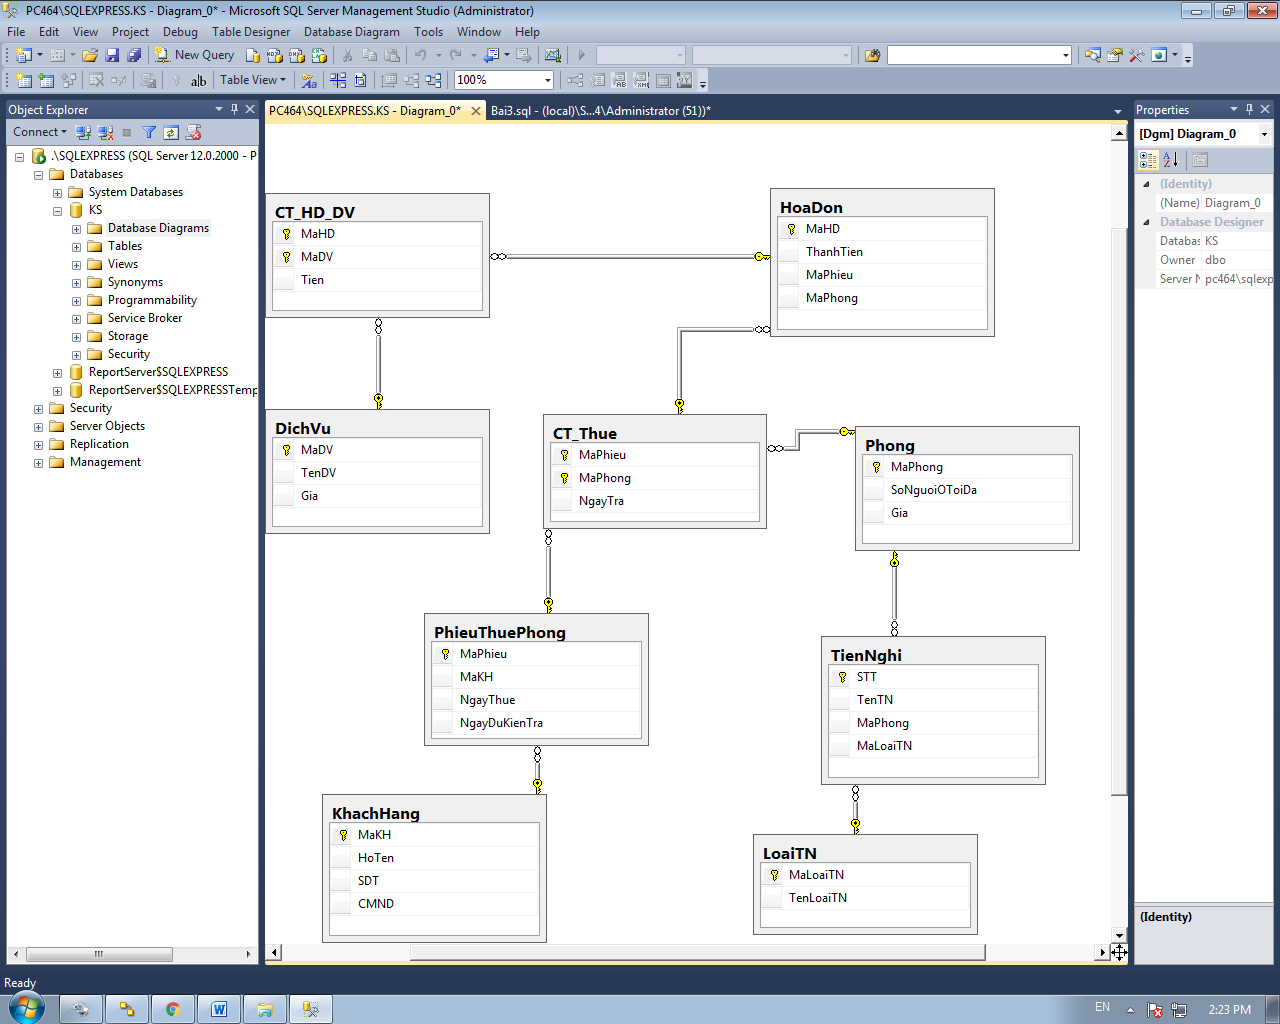 PC464\SQLEXPRESS.KS - Diagram_0* - Microsoft SQL Server Management Studio (Administrator)
File Edit View Project Debug Table Designer Database Diagram Tools Window Help
New Query
Table View
100%
Object Explorer
Connect
.\SQLEXPRESS (SQL Server 12.0.2000 - P
Databases
System Databases
KS
Database Diagrams
Tables
Views
Synonyms
Programmability
Service Broker
Storage
Security
ReportServer$SQLEXPRESS
ReportServer$SQLEXPRESSTemp
Security
Server Objects
Replication
Management
PC464\SQLEXPRESS.KS - Diagram_0*
Bai3.sql - (local)\S...4\Administrator (51))*
CT_HD_DV
MaHD
MaDV
Tien
HoaDon
MaHD
ThanhTien
MaPhieu
MaPhong
DichVu
MaDV
TenDV
Gia
CT_Thue
MaPhieu
MaPhong
NgayTra
Phong
MaPhong
SoNguoiOToiDa
Gia
PhieuThuePhong
MaPhieu
MaKH
NgayThue
NgayDuKienTra
TienNghi
STT
TenTN
MaPhong
MaLoaiTN
KhachHang
MaKH
HoTen
SDT
CMND
LoaiTN
MaLoaiTN
TenLoaiTN
Properties
[Dgm] Diagram_0
(Identity)
(Name) Diagram_0
Database Designer
Databas KS
Owner dbo
Server N pc464\sqlexp
(Identity)
Ready
EN
2:23 PM